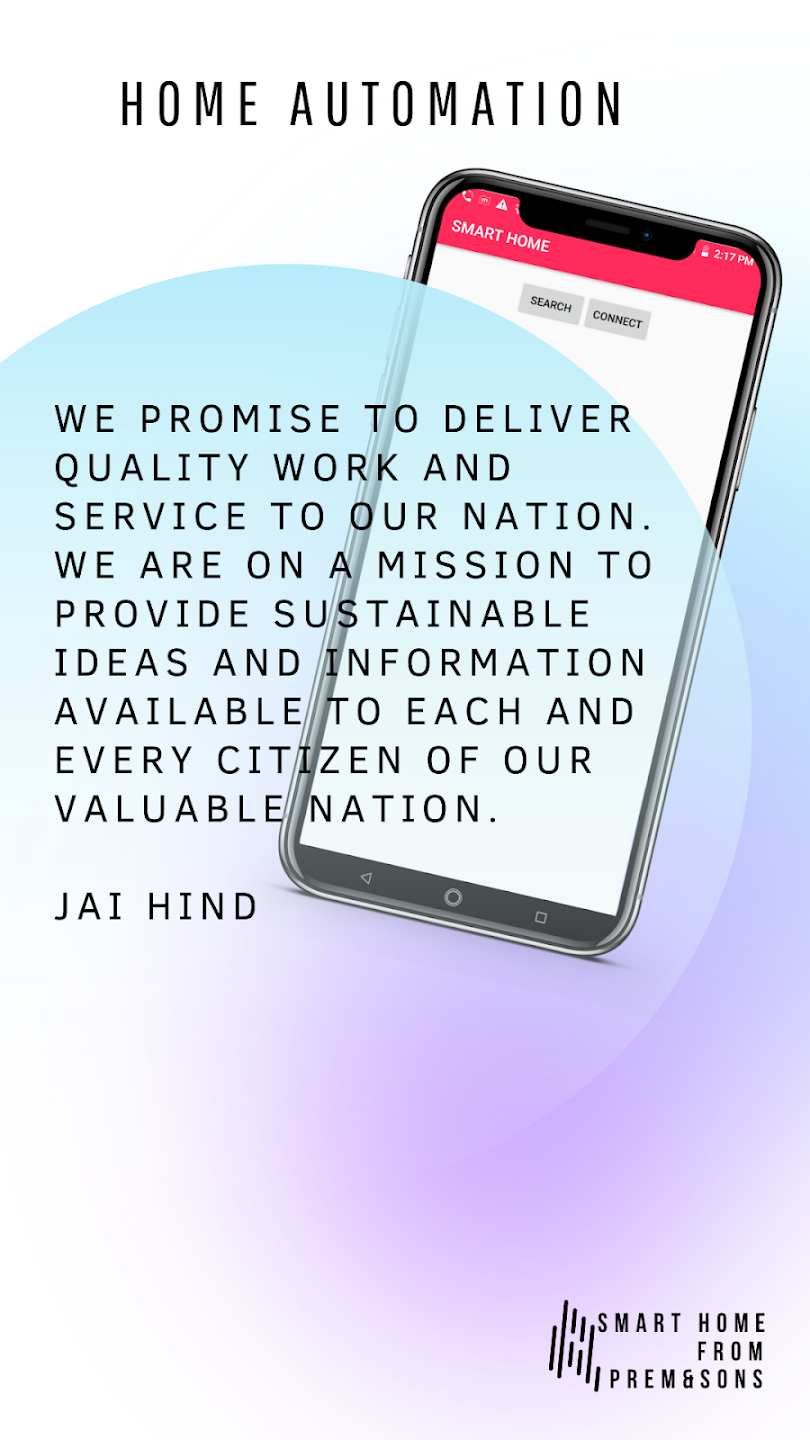 HOME AUTOMATION
SMART HOME
2:17 PM
SEARCH
CONNECT
WE PROMISE TO DELIVER
QUALITY WORK AND
SERVICE TO OUR NATION.
WE ARE ON A MISSION TO
PROVIDE SUSTAINABLE
IDEAS AND INFORMATION
AVAILABLE TO EACH AND
EVERY CITIZEN OF OUR
VALUABLE NATION.
JAI HIND
SMART HOME
FROM
PREM&SONS